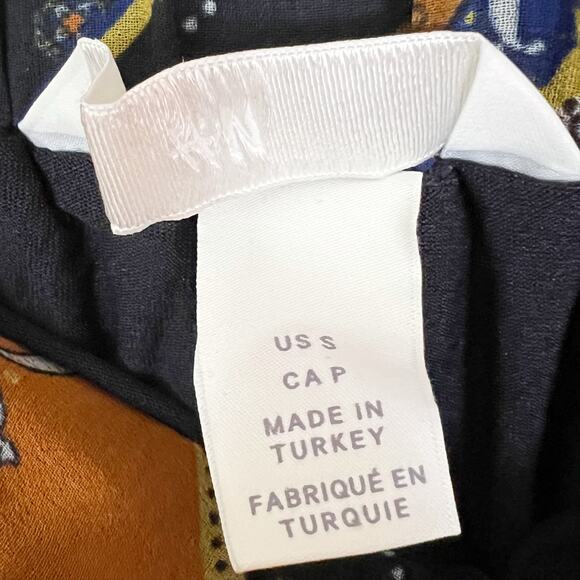 US S
CA P
MADE IN
TURKEY
FABRIQUÉ EN
TURQUIE